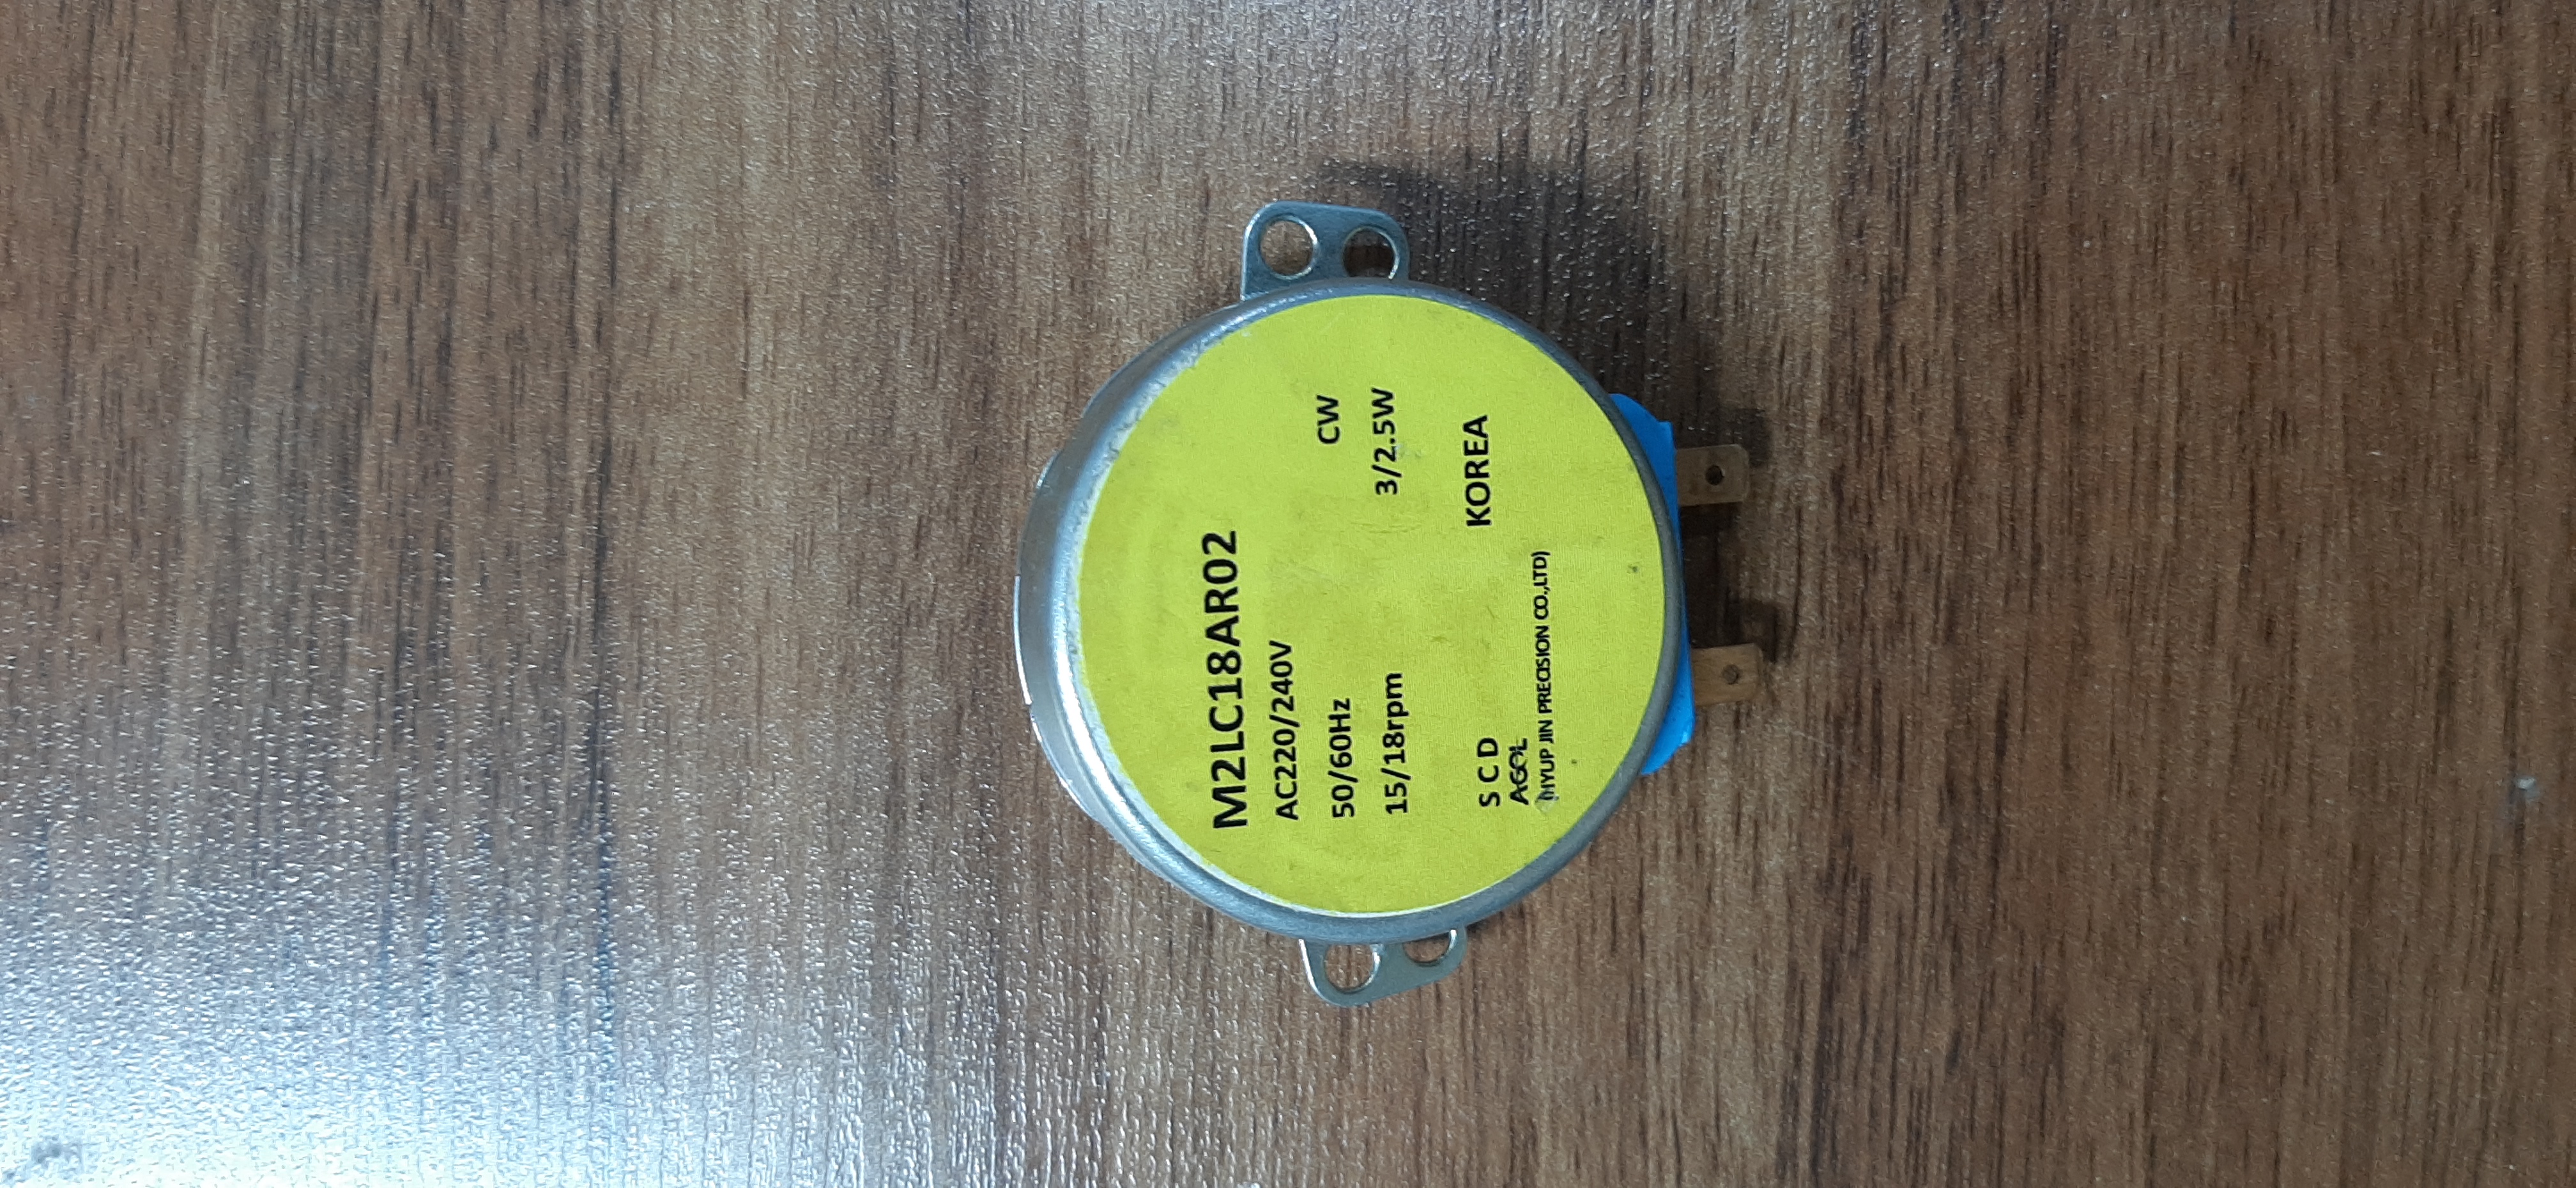 M2LC18AR02
AC220/240V
50/60Hz CW
15/18rpm 3/2.5W
S C D KOREA
HYUP JIN PRECISION CO.,LTD)